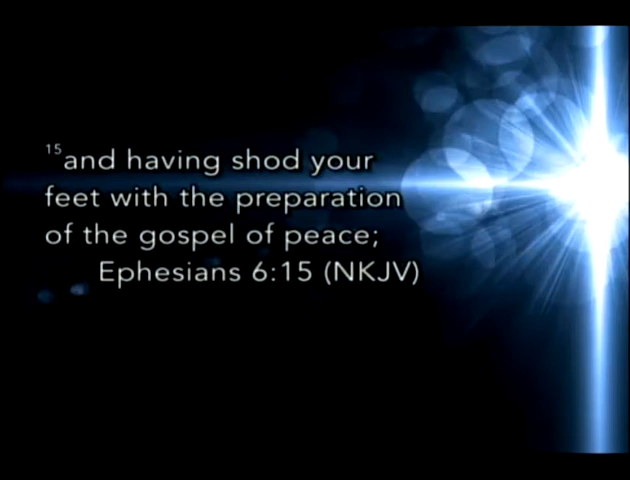 15and having shod your
feet with the preparation
of the gospel of peace;
Ephesians 6:15 (NKJV)